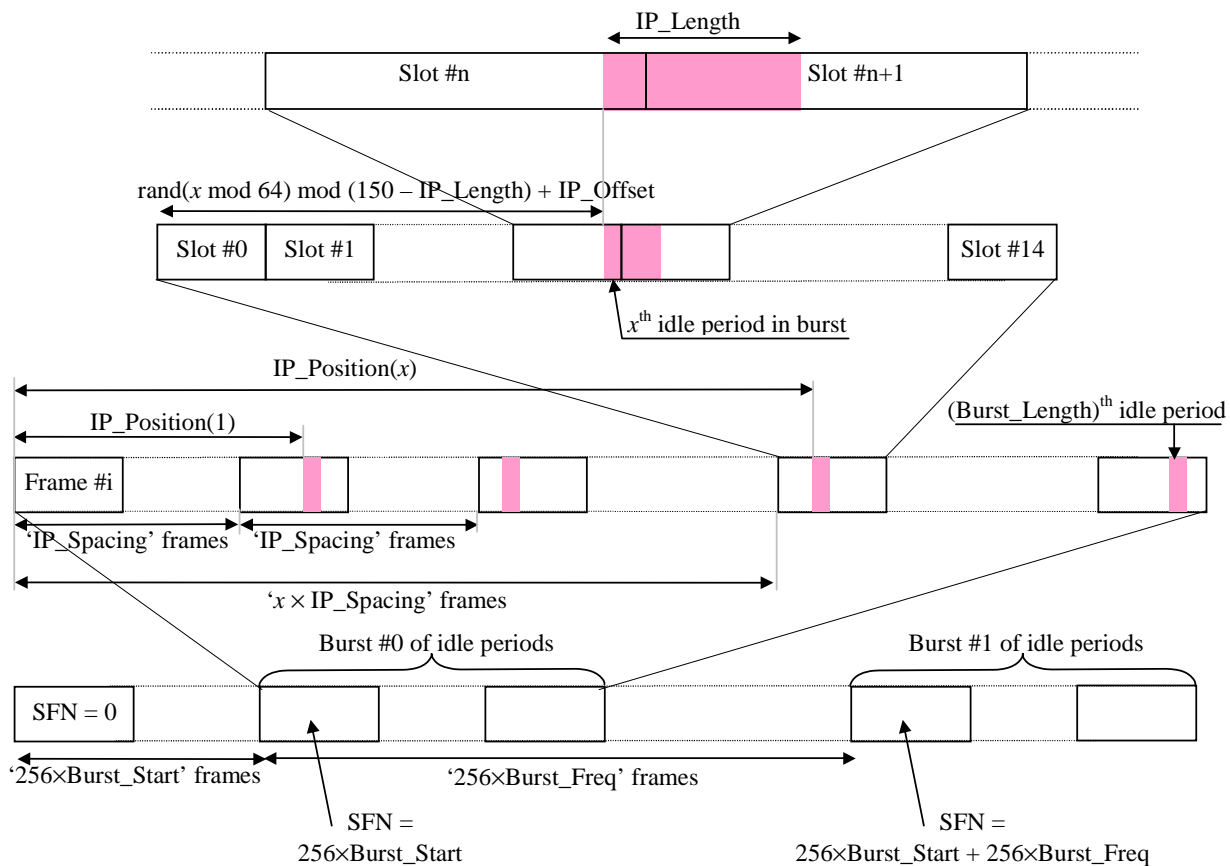 IP_Length
Slot #n
Slot #n+1
rand(x mod 64) mod (150 – IP_Length) + IP_Offset
Slot #0
Slot #1
Slot #14
xth idle period in burst
IP_Position(x)
IP_Position(1)
(Burst_Length)th idle period
Frame #i
‘IP_Spacing’ frames
‘IP_Spacing’ frames
‘x × IP_Spacing’ frames
Burst #0 of idle periods
Burst #1 of idle periods
SFN = 0
‘256×Burst_Start’ frames
‘256×Burst_Freq’ frames
SFN =
256×Burst_Start
SFN =
256×Burst_Start + 256×Burst_Freq